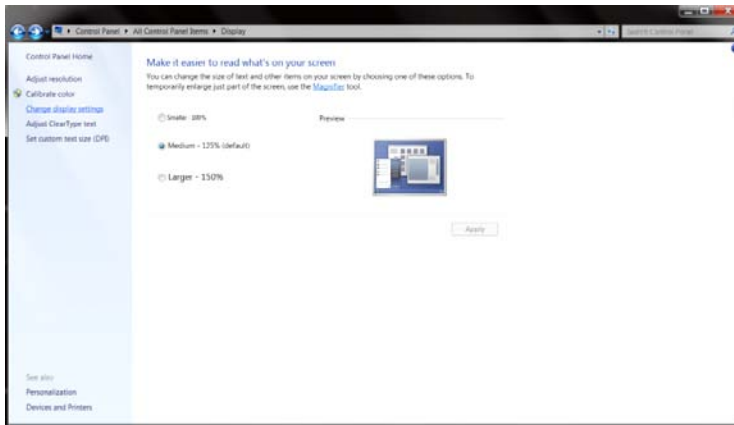 Control Panel ▸ All Control Panel Items ▸ Display
Search Control Panel
Control Panel Home
Adjust resolution
Calibrate color
Change display settings
Adjust ClearType text
Set custom text size (DPI)
Make it easier to read what's on your screen
You can change the size of text and other items on your screen by choosing one of these options. To
temporarily enlarge just part of the screen, use the Magnifier tool.
Smaller - 100%
Preview
Medium - 125% (default)
Larger - 150%
Apply
See also
Personalization
Devices and Printers